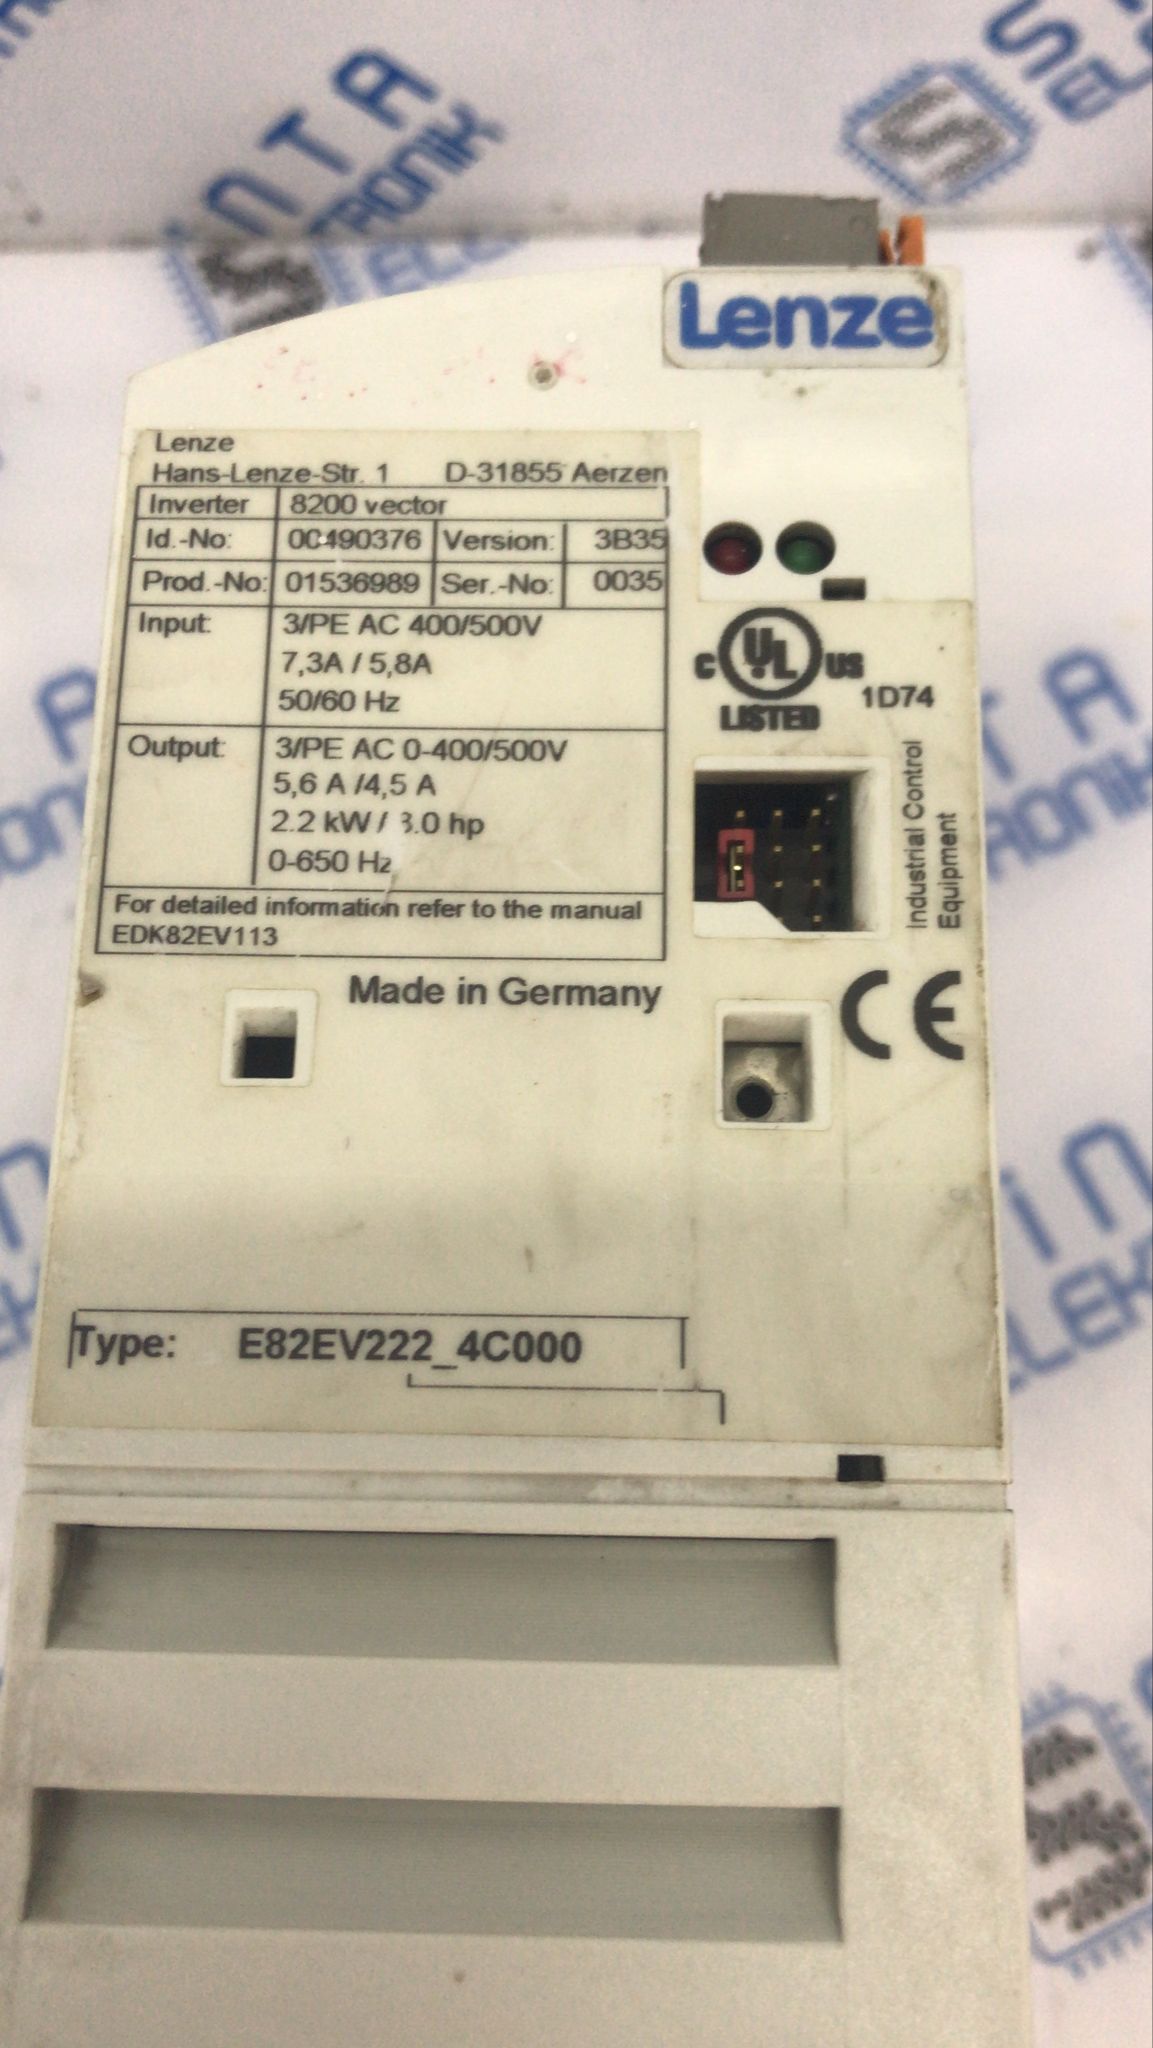 Lenze
Lenze
Hans-Lenze-Str. 1 D-31855 Aerzen
Inverter 8200 vector
Id.-No: 00490376 Version: 3B35
Prod.-No: 01536989 Ser.-No: 0035
Input: 3/PE AC 400/500V
7,3A / 5,8A
50/60 Hz
Output: 3/PE AC 0-400/500V
5,6 A /4,5 A
2.2 kW / 3.0 hp
0-650 Hz
For detailed information refer to the manual
EDK82EV113
Made in Germany
C UL US
LISTED
1D74
Industrial Control
Equipment
CE
Type: E82EV222_4C000